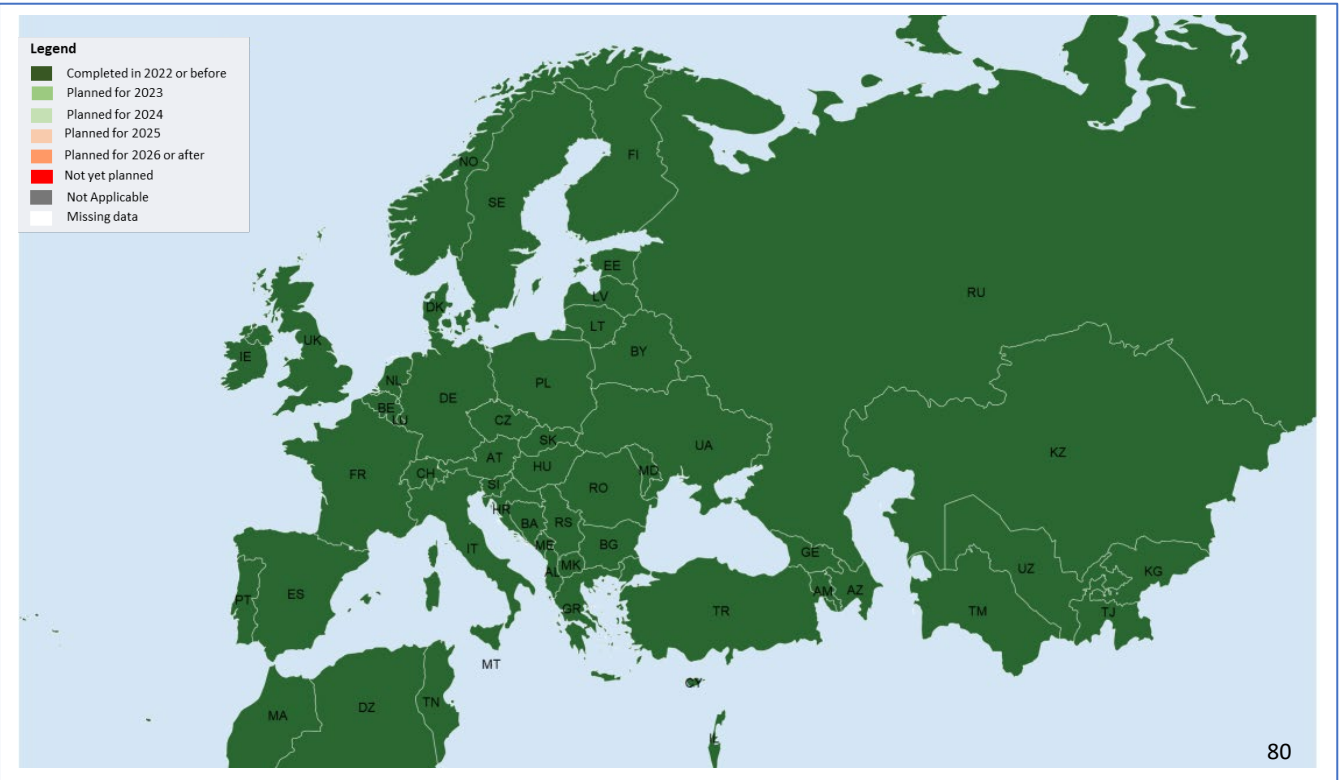 Legend
Completed in 2022 or before
Planned for 2023
Planned for 2024
Planned for 2025
Planned for 2026 or after
Not yet planned
Not Applicable
Missing data
NO
FI
SE
EE
RU
LV
DK
LT
UK
BY
IE
NL
PL
DE
BE
LU
CZ
SK
UA
KZ
AT
HU
MD
FR
CH
SI
RO
HR
BA
RS
ME
BG
IT
GE
MK
AL
UZ
KG
AM
AZ
PT
ES
GR
TR
TM
TJ
MT
CY
TN
DZ
MA
80